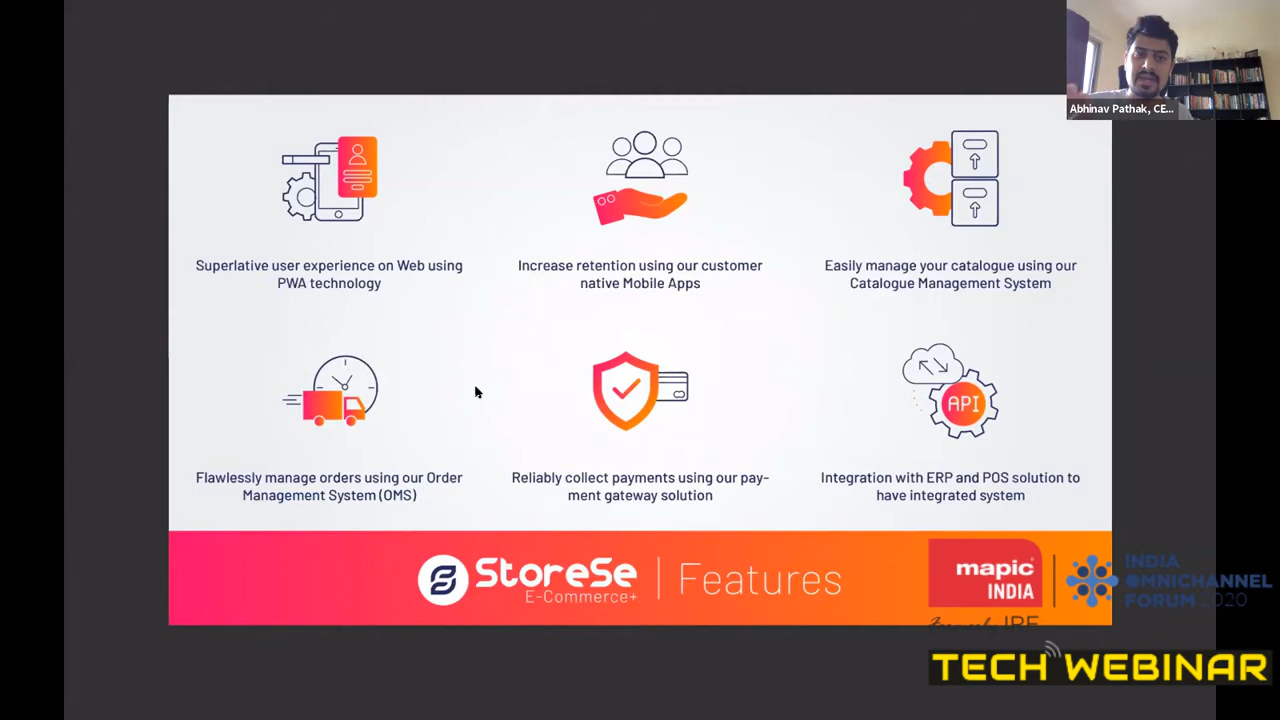 Abhinav Pathak, CE...
Superlative user experience on Web using
PWA technology
Increase retention using our customer
native Mobile Apps
Easily manage your catalogue using our
Catalogue Management System
API
Flawlessly manage orders using our Order
Management System (OMS)
Reliably collect payments using our pay-
ment gateway solution
Integration with ERP and POS solution to
have integrated system
StoreSe
E-Commerce+
Features
mapic
INDIA
Formerly IRF
INDIA
OMNICHANNEL
FORUM 2020
TECH WEBINAR